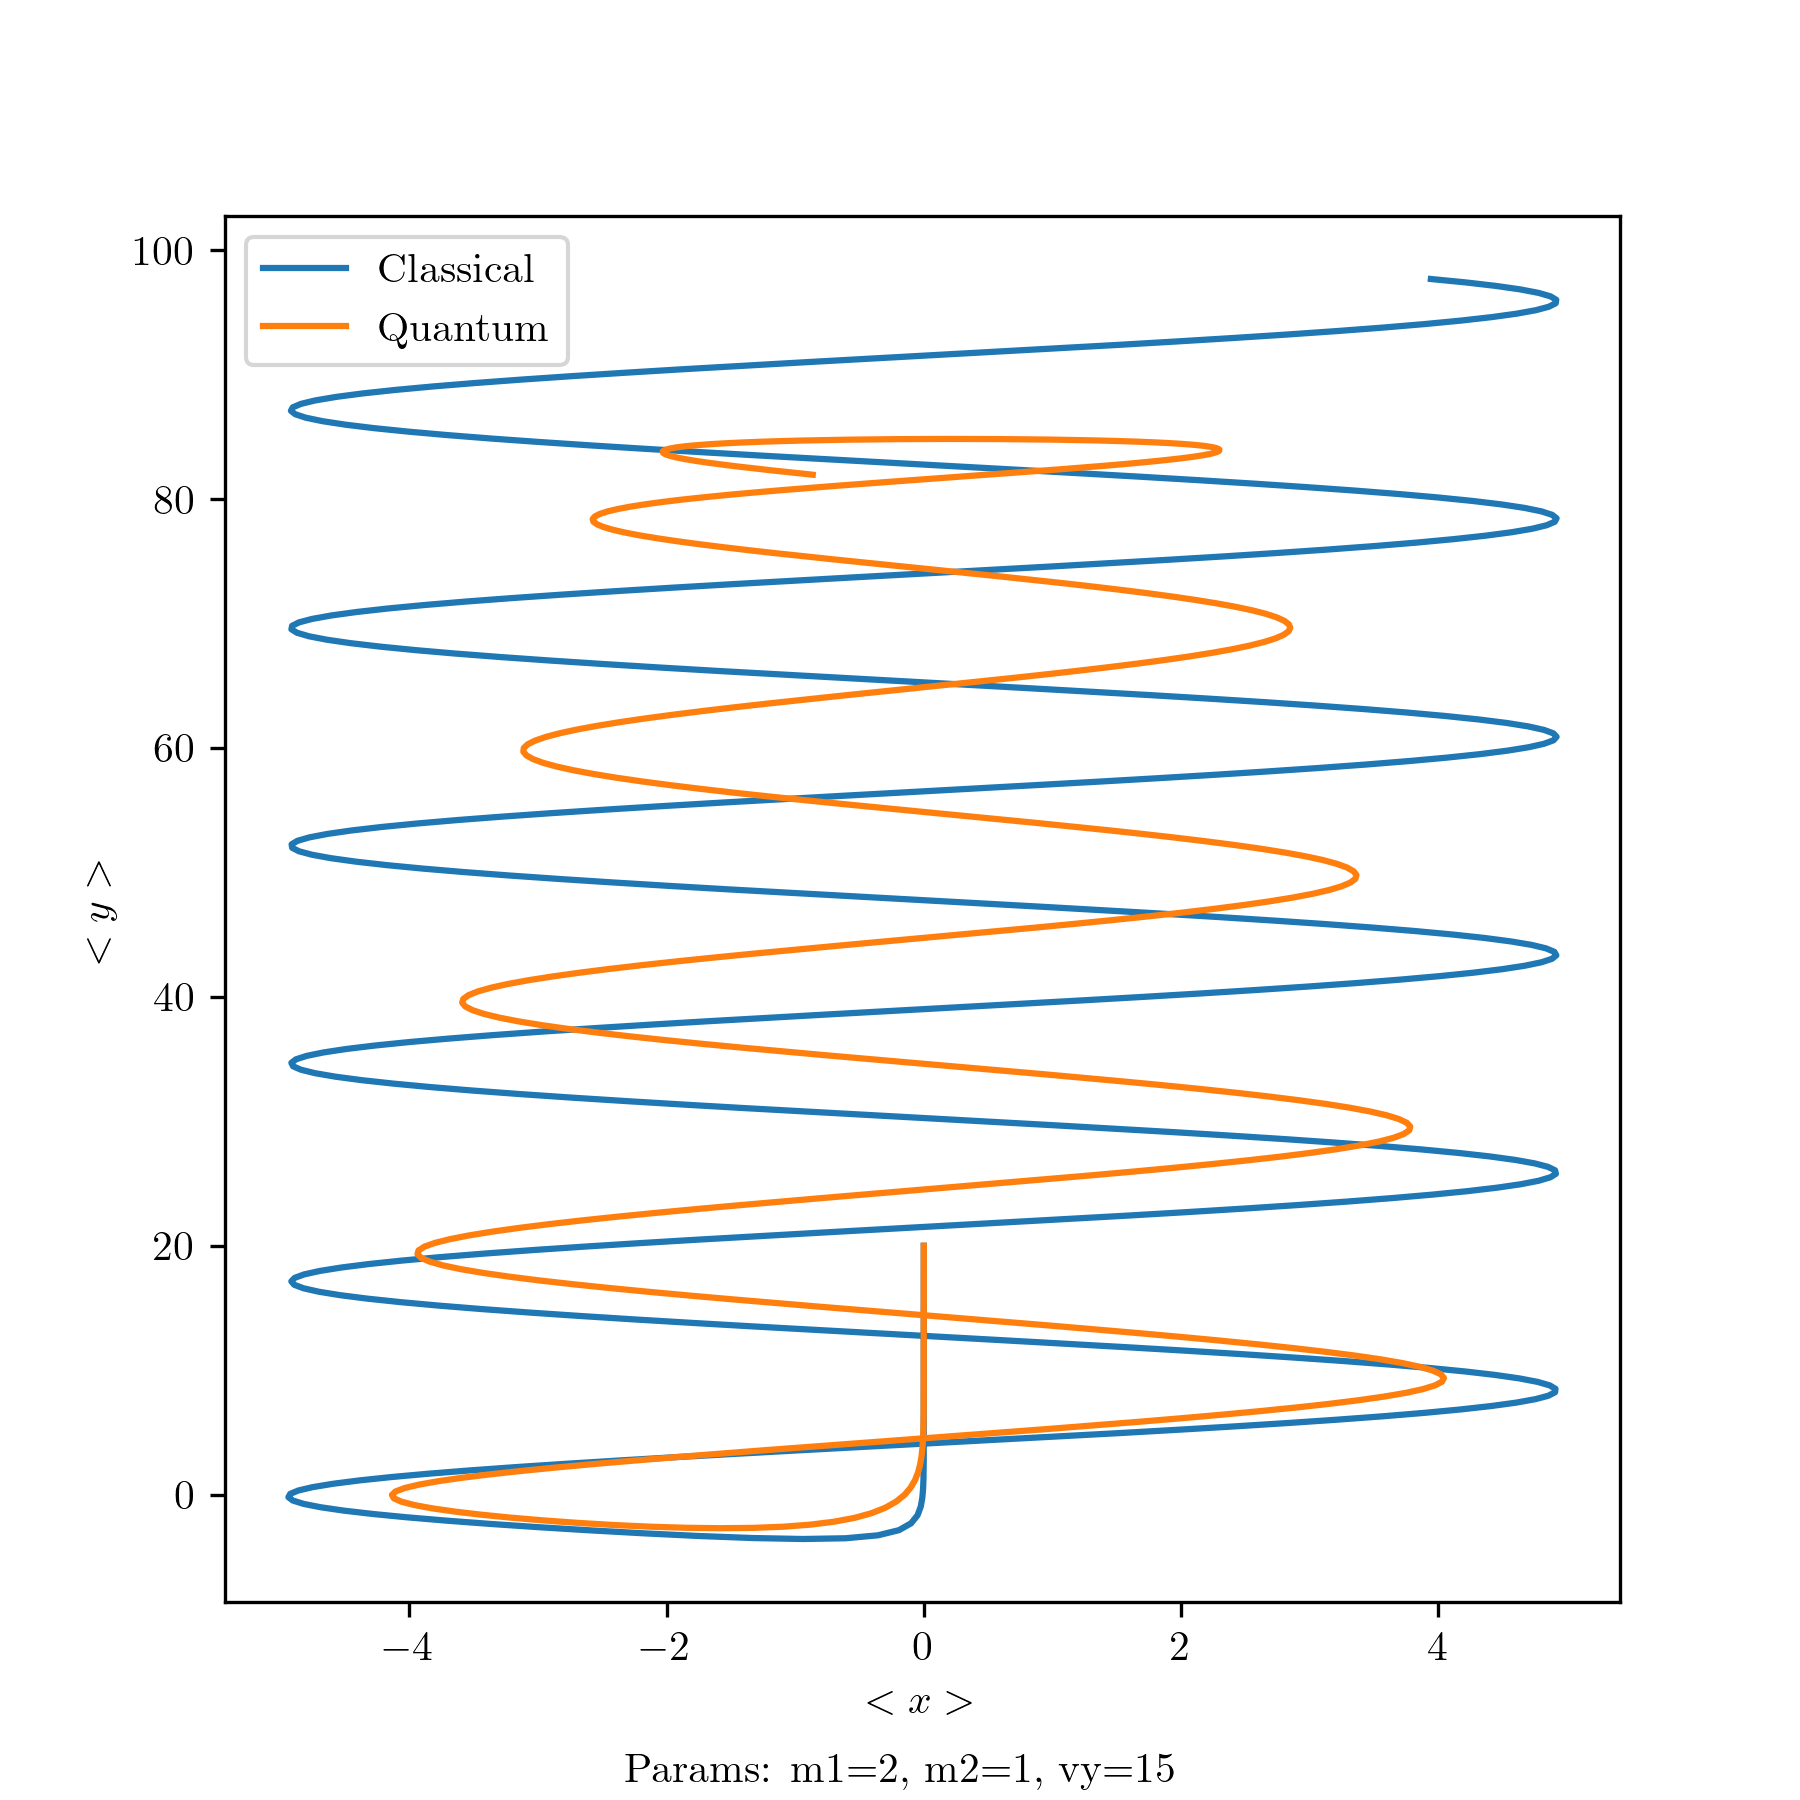 100
80
60
40
20
0
Classical
Quantum
< y >
−4
−2
0
2
4
< x >
Params: m1=2, m2=1, vy=15